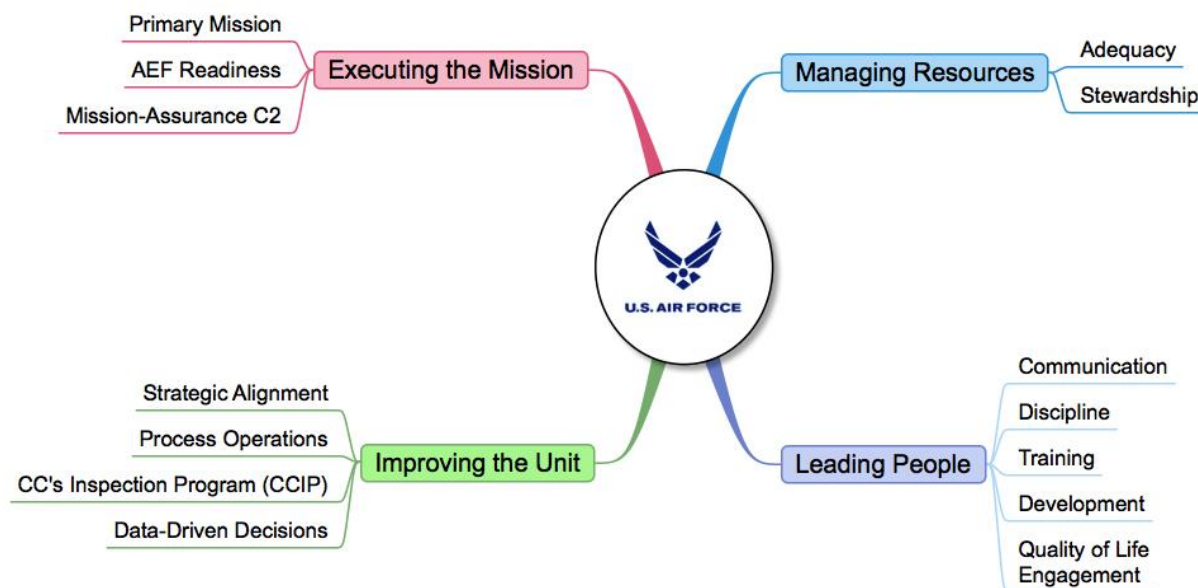 Primary Mission
AEF Readiness
Mission-Assurance C2
Executing the Mission
Managing Resources
Adequacy
Stewardship
U.S. AIR FORCE
Strategic Alignment
Process Operations
CC's Inspection Program (CCIP)
Data-Driven Decisions
Improving the Unit
Leading People
Communication
Discipline
Training
Development
Quality of Life
Engagement